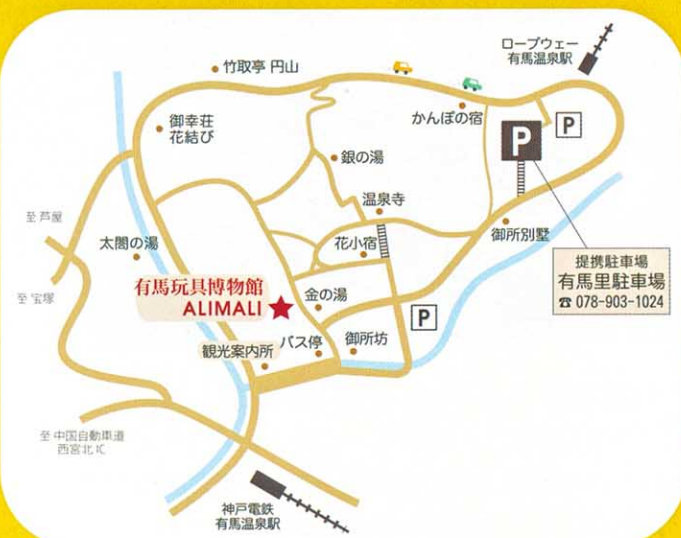 ロープウェー
有馬温泉駅
竹取亭 円山
かんぽの宿
P
P
御幸荘
花結び
銀の湯
温泉寺
至 芦屋
太閤の湯
花小宿
御所別墅
提携駐車場
有馬里駐車場
☎ 078-903-1024
至 宝塚
有馬玩具博物館
ALIMALI
金の湯
P
観光案内所
バス停
御所坊
至 中国自動車道
西宮北 IC
神戸電鉄
有馬温泉駅